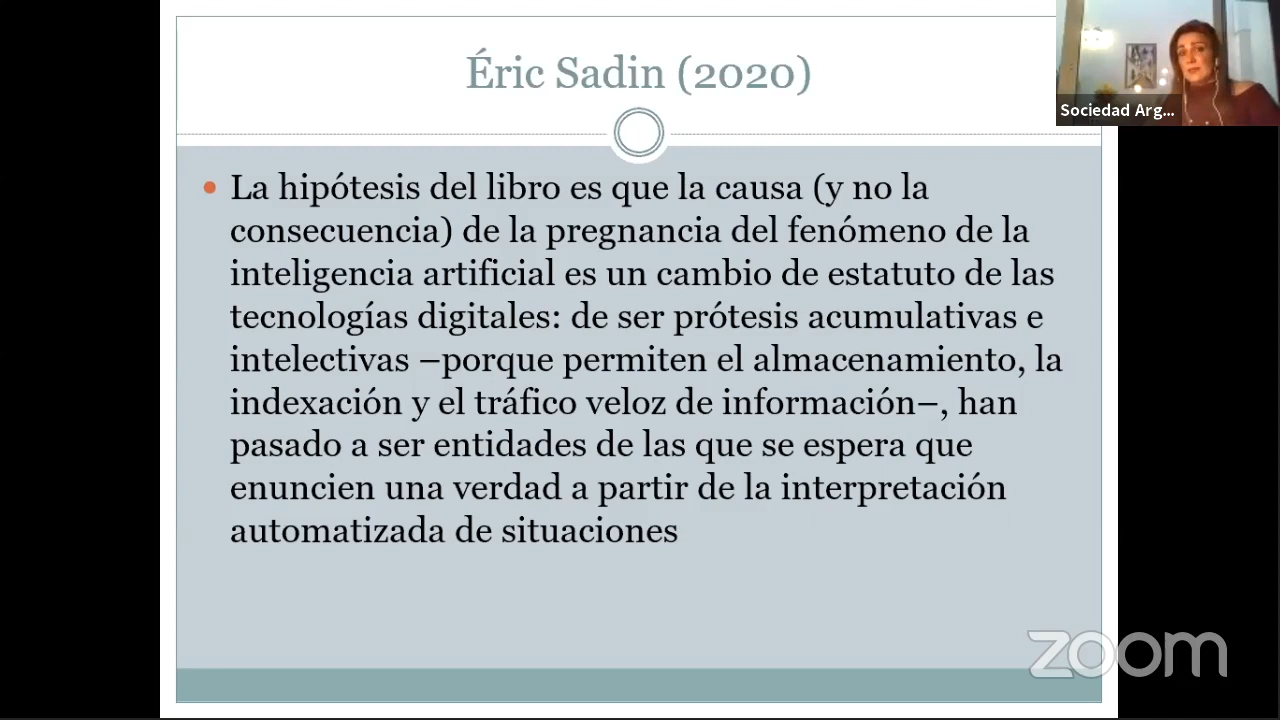 Éric Sadin (2020)
Sociedad Arg...
• La hipótesis del libro es que la causa (y no la
consecuencia) de la pregnancia del fenómeno de la
inteligencia artificial es un cambio de estatuto de las
tecnologías digitales: de ser prótesis acumulativas e
intelectivas –porque permiten el almacenamiento, la
indexación y el tráfico veloz de información–, han
pasado a ser entidades de las que se espera que
enuncien una verdad a partir de la interpretación
automatizada de situaciones
zoom